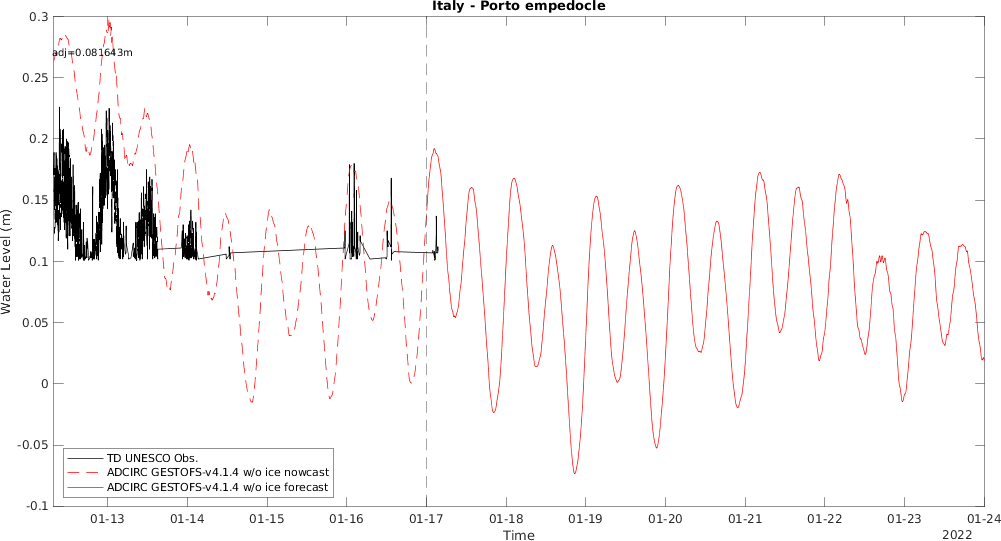 Italy - Porto empedocle
adj=0.081643m
Water Level (m)
0.3
0.25
0.2
0.15
0.1
0.05
0
-0.05
-0.1
TD UNESCO Obs.
ADCIRC GESTOFS-v4.1.4 w/o ice nowcast
ADCIRC GESTOFS-v4.1.4 w/o ice forecast
01-13 01-14 01-15 01-16 01-17 01-18 01-19 01-20 01-21 01-22 01-23 01-24
Time
2022